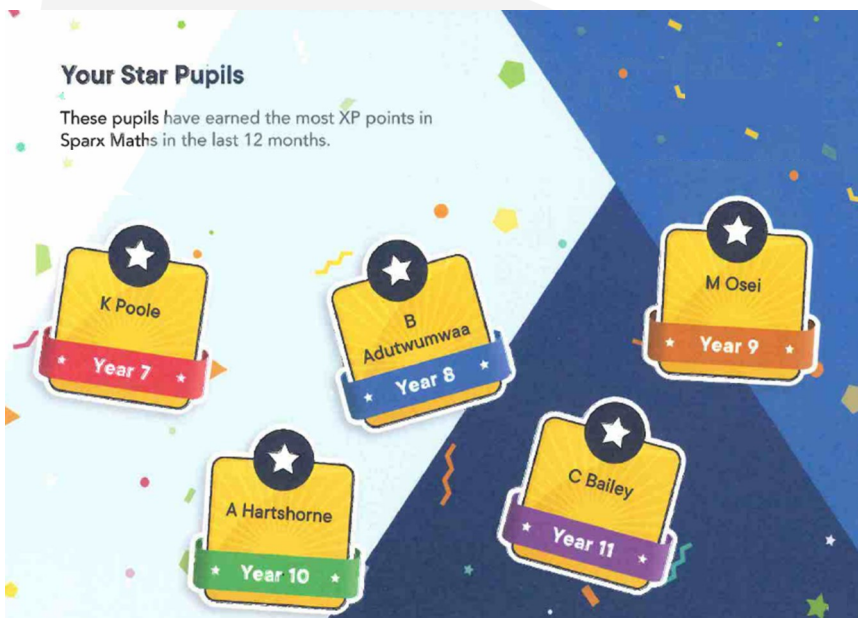 Your Star Pupils
These pupils have earned the most XP points in
Sparx Maths in the last 12 months.
K Poole
Year 7
B
Adutwumwaa
Year 8
M Osei
Year 9
A Hartshorne
Year 10
C Bailey
Year 11